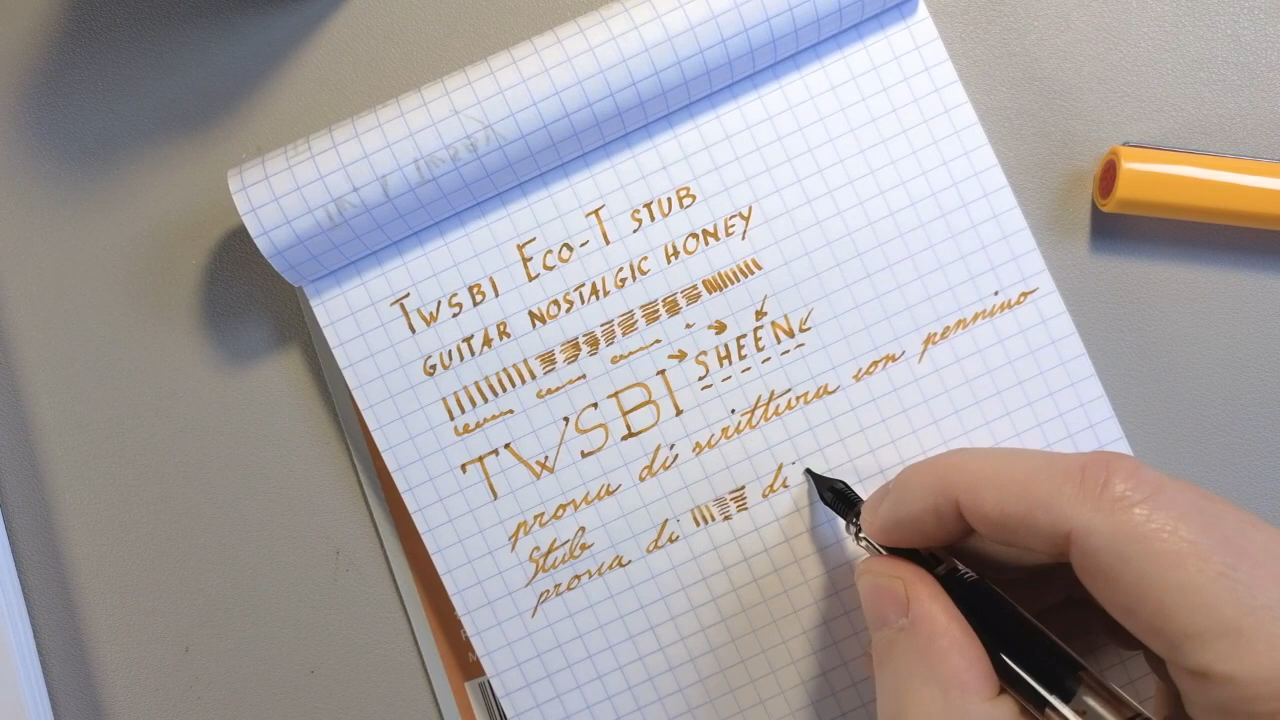 TWSBI ECO-T STUB
GUITAR NOSTALGIC HONEY
TWSBI SHEEN
prova di scrittura con pennino
Stub
prova di di